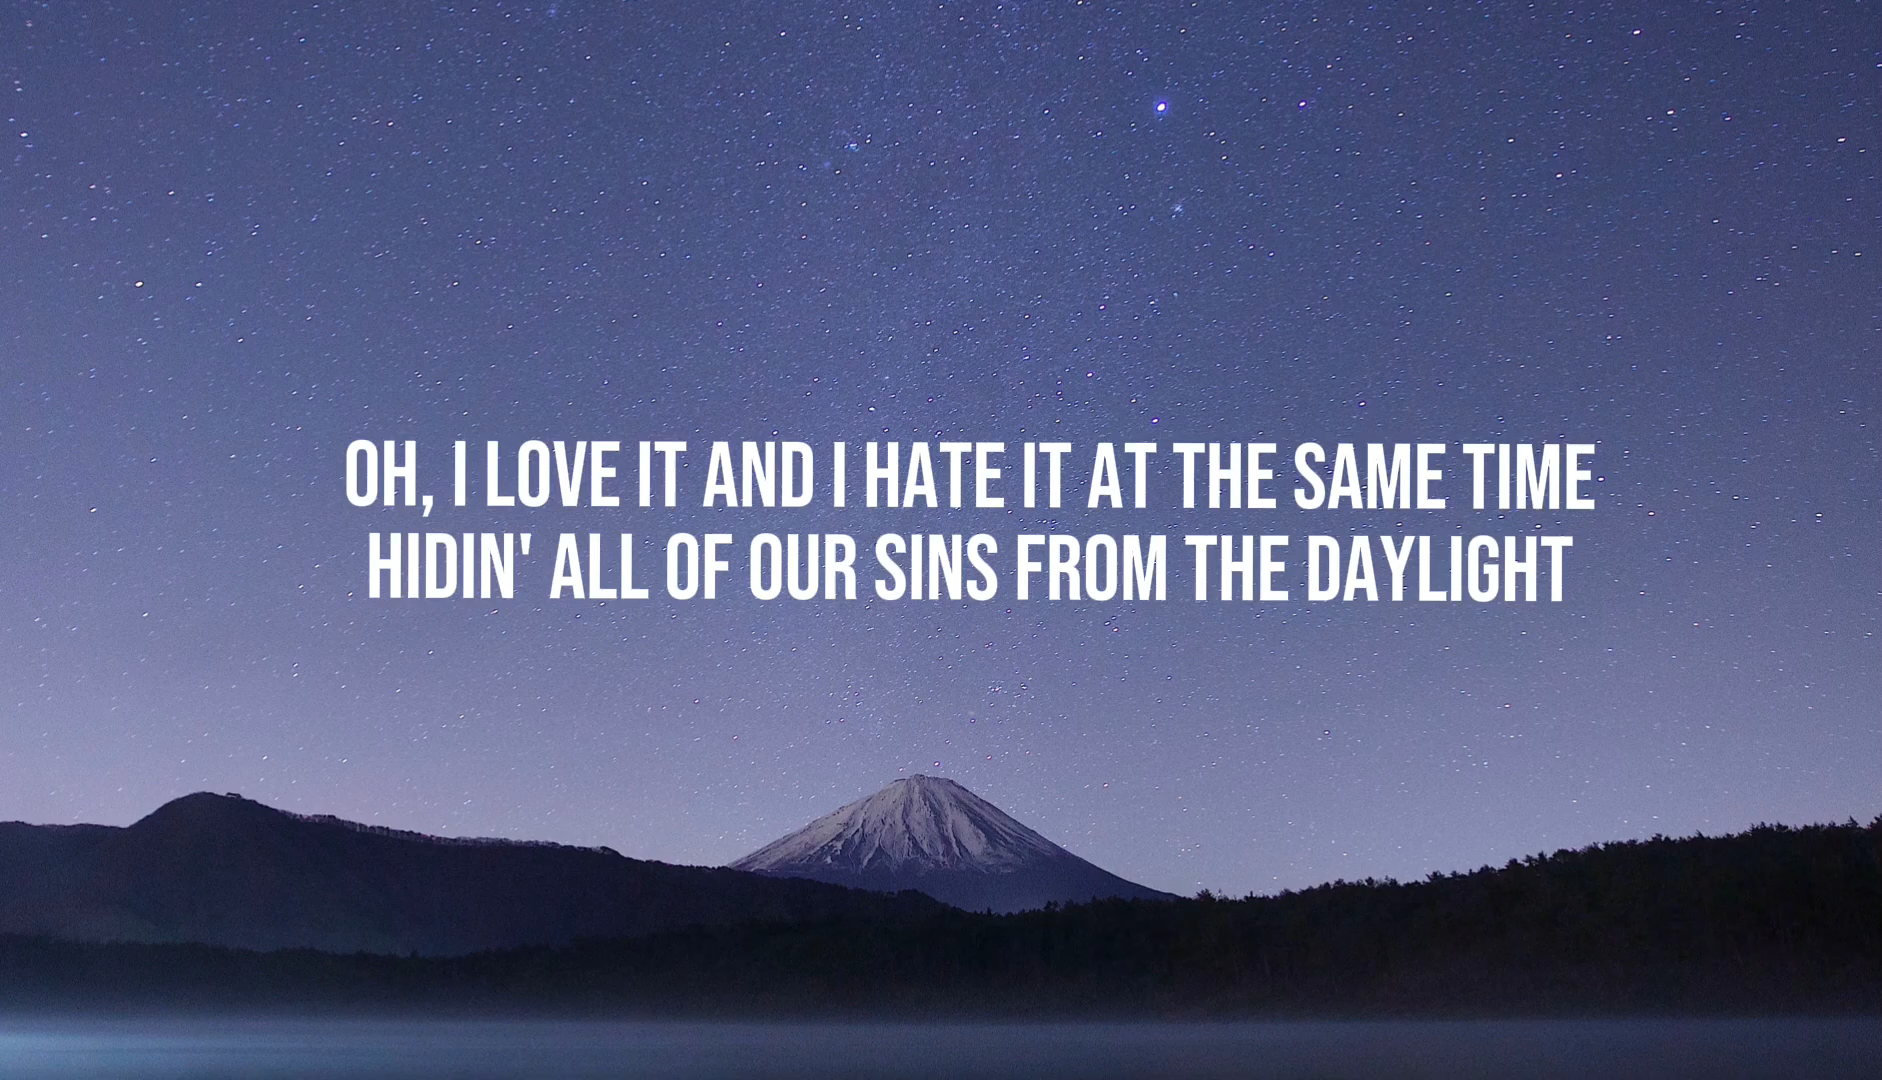 OH, I LOVE IT AND I HATE IT AT THE SAME TIME
HIDIN' ALL OF OUR SINS FROM THE DAYLIGHT